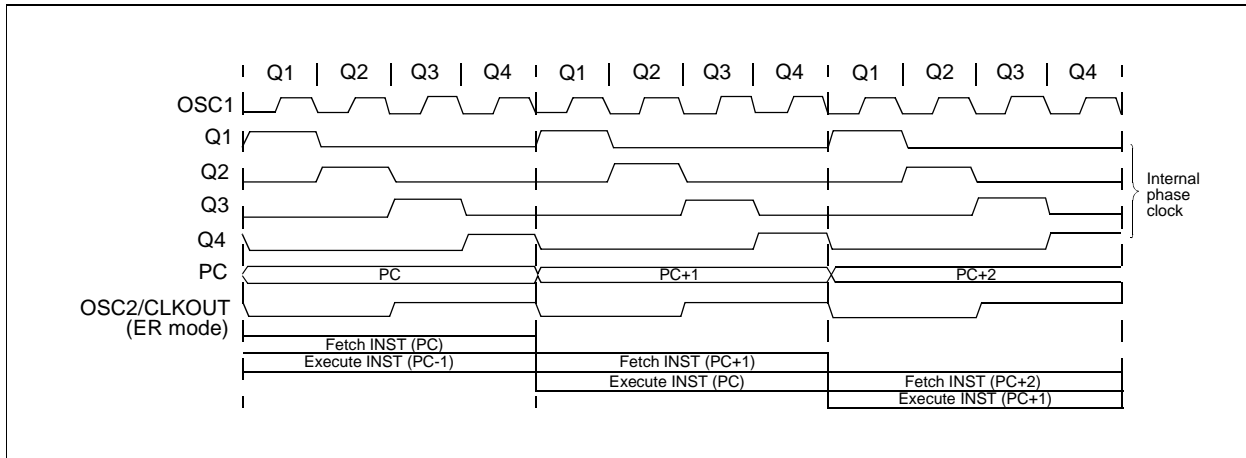 Q1 Q2 Q3 Q4 Q1 Q2 Q3 Q4 Q1 Q2 Q3 Q4
OSC1
Q1
Q2
Q3
Q4
Internal
phase
clock
PC PC PC+1 PC+2
OSC2/CLKOUT
(ER mode)
Fetch INST (PC)
Execute INST (PC-1) Fetch INST (PC+1)
Execute INST (PC) Fetch INST (PC+2)
Execute INST (PC+1)